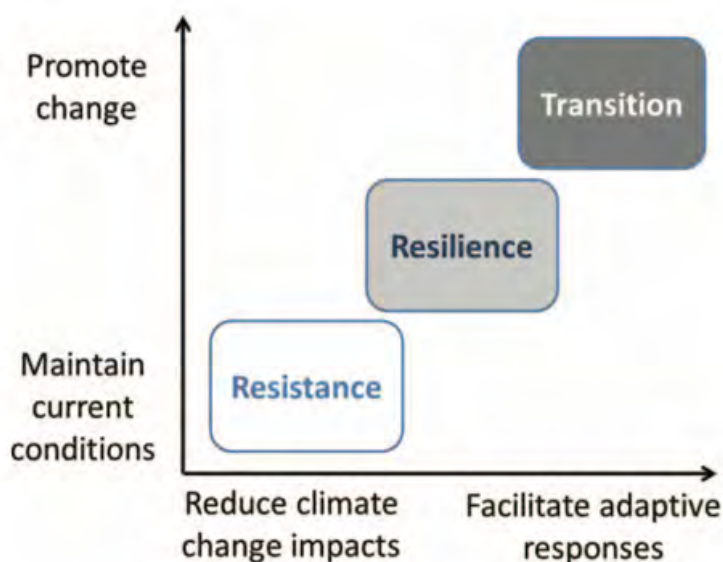 Promote
change
Transition
Resilience
Maintain
current
conditions
Resistance
Reduce climate
change impacts
Facilitate adaptive
responses